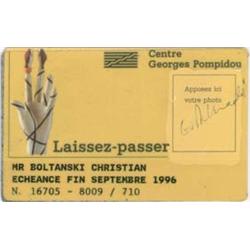 Centre
Georges Pompidou
Apposez ici
votre photo
Laissez-passer
MR BOLTANSKI CHRISTIAN
ECHEANCE FIN SEPTEMBRE 1996
N. 16705 - 8009 / 710